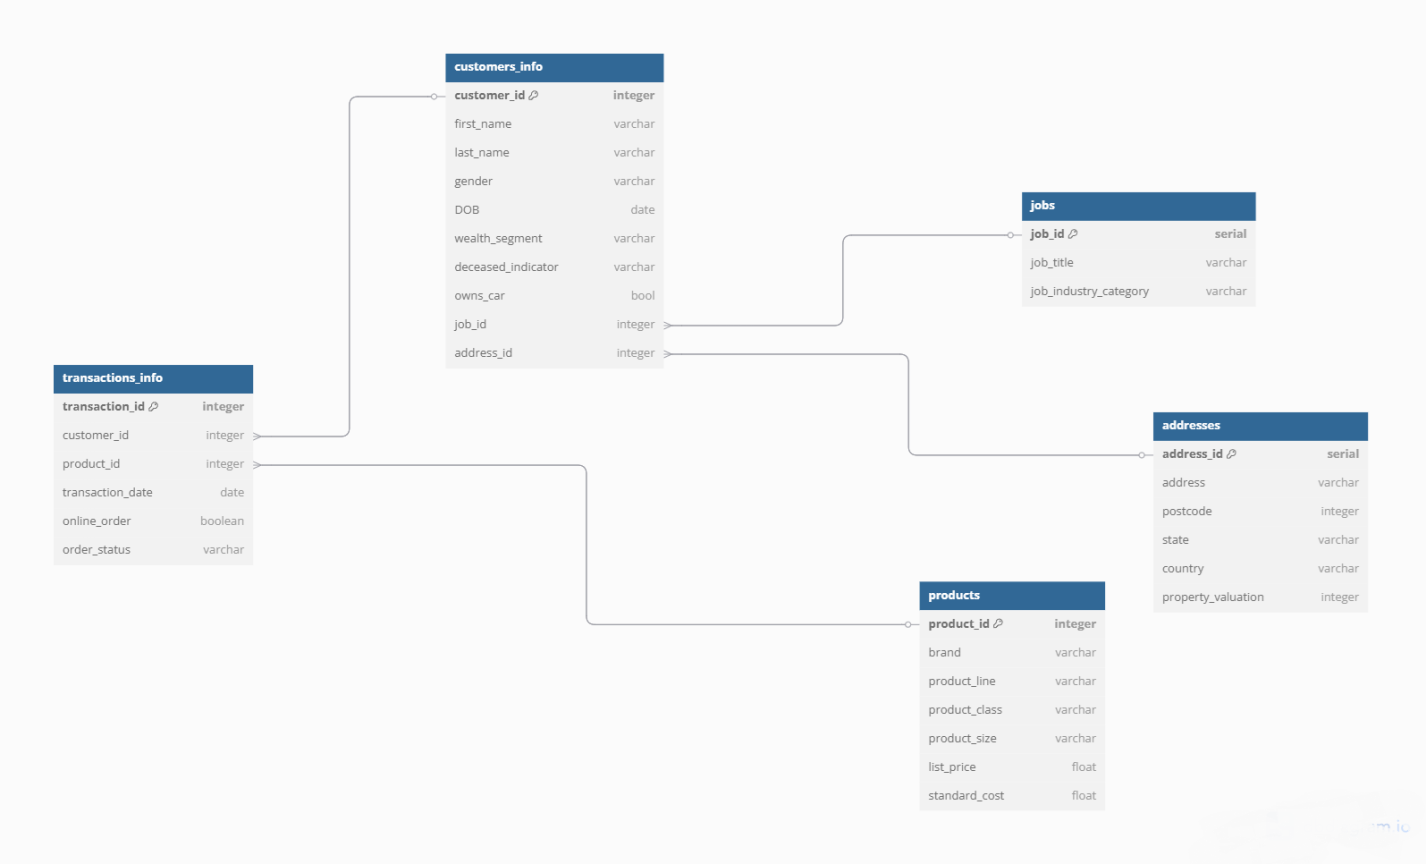 customers_info
customer_id integer
first_name varchar
last_name varchar
gender varchar
DOB date
wealth_segment varchar
deceased_indicator varchar
owns_car bool
job_id integer
address_id integer
jobs
job_id serial
job_title varchar
job_industry_category varchar
transactions_info
transaction_id integer
customer_id integer
product_id integer
transaction_date date
online_order boolean
order_status varchar
addresses
address_id serial
address varchar
postcode integer
state varchar
country varchar
property_valuation integer
products
product_id integer
brand varchar
product_line varchar
product_class varchar
product_size varchar
list_price float
standard_cost float